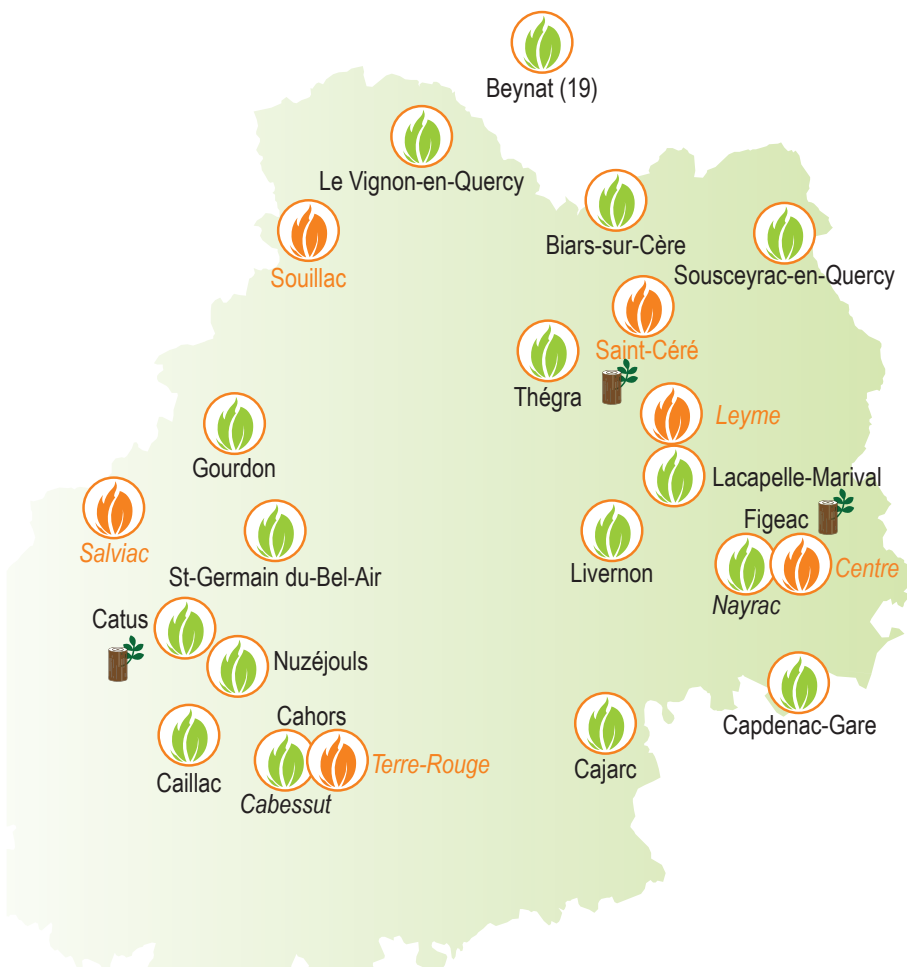 Beynat (19)
Le Vignon-en-Quercy
Biars-sur-Cère
Souillac
Sousceyrac-en-Quercy
Saint-Céré
Thégra
Leyme
Gourdon
Lacapelle-Marival
Figeac
Salviac
St-Germain du-Bel-Air
Livernon
Centre
Nayrac
Catus
Nuzéjouls
Cahors
Capdenac-Gare
Terre-Rouge
Cajarc
Caillac
Cabessut